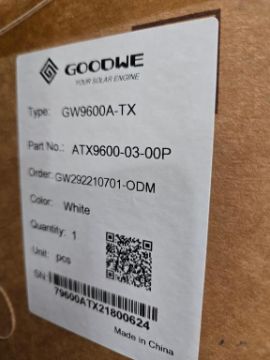 GOODWE
YOUR SOLAR ENGINE
Type: GW9600A-TX
Part No.: ATX9600-03-00P
Order: GW292210701-ODM
Color: White
Quantity: 1
Unit: pcs
SN:
79600ATX21800624
Made in China